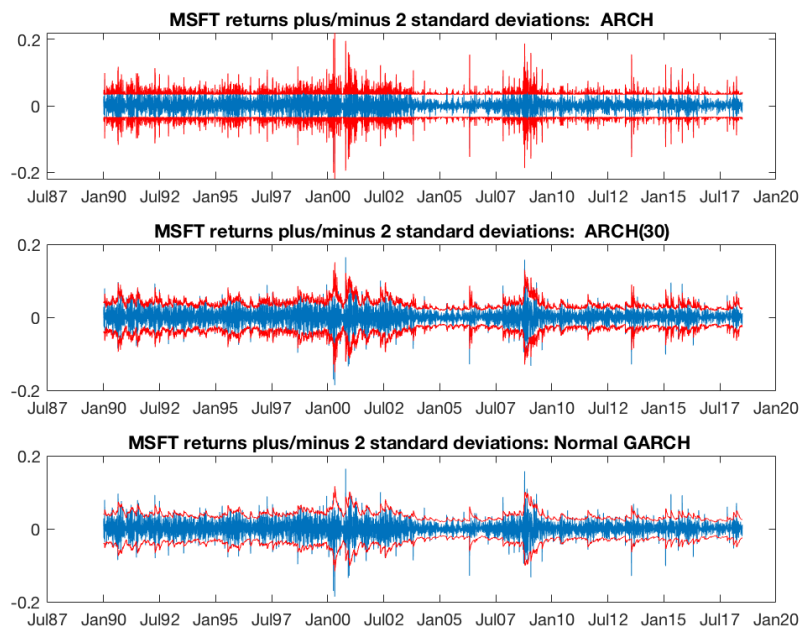 MSFT returns plus/minus 2 standard deviations:  ARCH
0.2
0
-0.2
Jul87 Jan90 Jul92 Jan95 Jul97 Jan00 Jul02 Jan05 Jul07 Jan10 Jul12 Jan15 Jul17 Jan20
MSFT returns plus/minus 2 standard deviations:  ARCH(30)
0.2
0
-0.2
Jul87 Jan90 Jul92 Jan95 Jul97 Jan00 Jul02 Jan05 Jul07 Jan10 Jul12 Jan15 Jul17 Jan20
MSFT returns plus/minus 2 standard deviations: Normal GARCH
0.2
0
-0.2
Jul87 Jan90 Jul92 Jan95 Jul97 Jan00 Jul02 Jan05 Jul07 Jan10 Jul12 Jan15 Jul17 Jan20